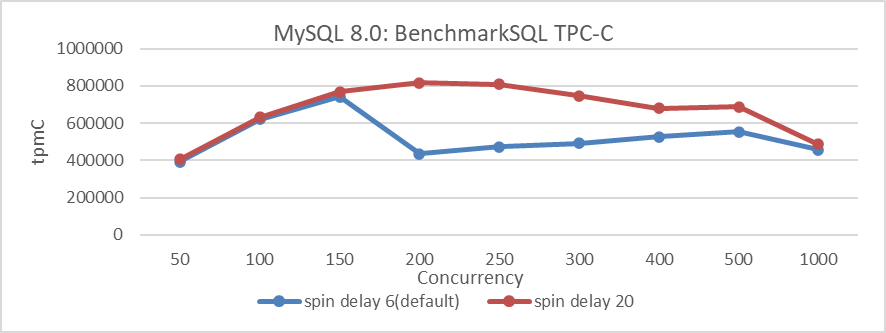 MySQL 8.0: BenchmarkSQL TPC-C
1000000
800000
600000
400000
200000
0
tpmC
50 100 150 200 250 300 400 500 1000
Concurrency
spin delay 6(default) spin delay 20